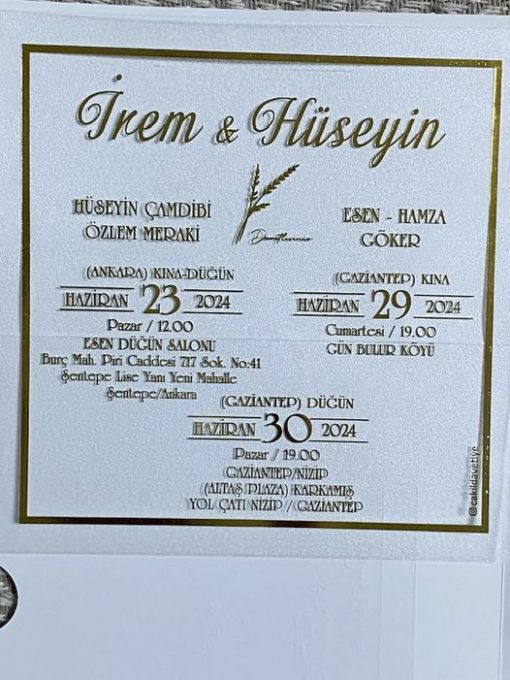 İrem & Hüseyin
HÜSEYİN ÇAMDİBİ
ÖZLEM MERAKİ
Davetlisiniz
ESEN - HAMZA
GÖKER
(ANKARA) KINA-DÜĞÜN
HAZİRAN 23 2024
Pazar / 12.00
ESEN DÜĞÜN SALONU
Burç Mah. Piri Caddesi 717 Sok. No:41
Şentepe Lise Yanı Yeni Mahalle
Şentepe/Ankara
(GAZİANTEP) KINA
HAZİRAN 29 2024
Cumartesi / 19.00
GÜN BULUR KÖYÜ
(GAZİANTEP) DÜĞÜN
HAZİRAN 30 2024
Pazar / 19.00
GAZİANTEP/NİZİP
(ALTAŞ PLAZA) KARKAMIŞ
YOL ÇATI NİZİP / GAZİANTEP
@cakildavetiye